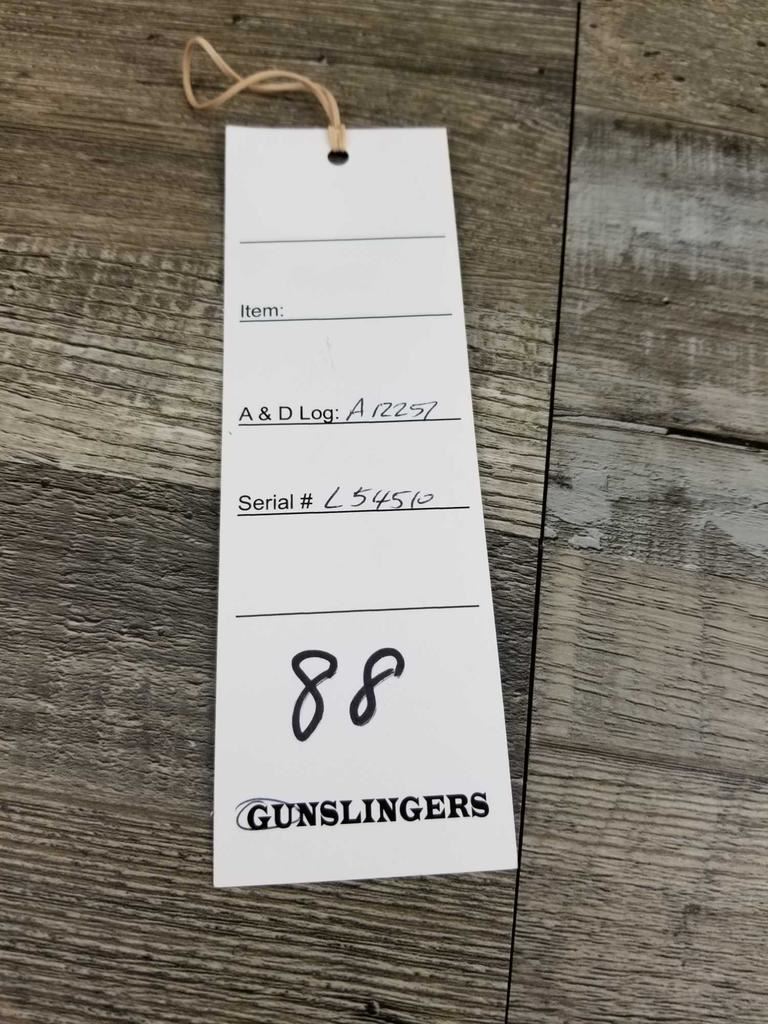 Item:
A & D Log: A12257
Serial # L54510
88
GUNSLINGERS